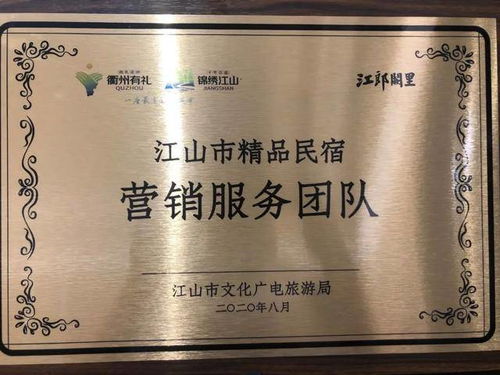 衢州有礼
QUZHOU
锦绣江山
JIANGSHAN
江郎閣里
江山市精品民宿
营销服务团队
江山市文化广电旅游局
二〇二〇年八月